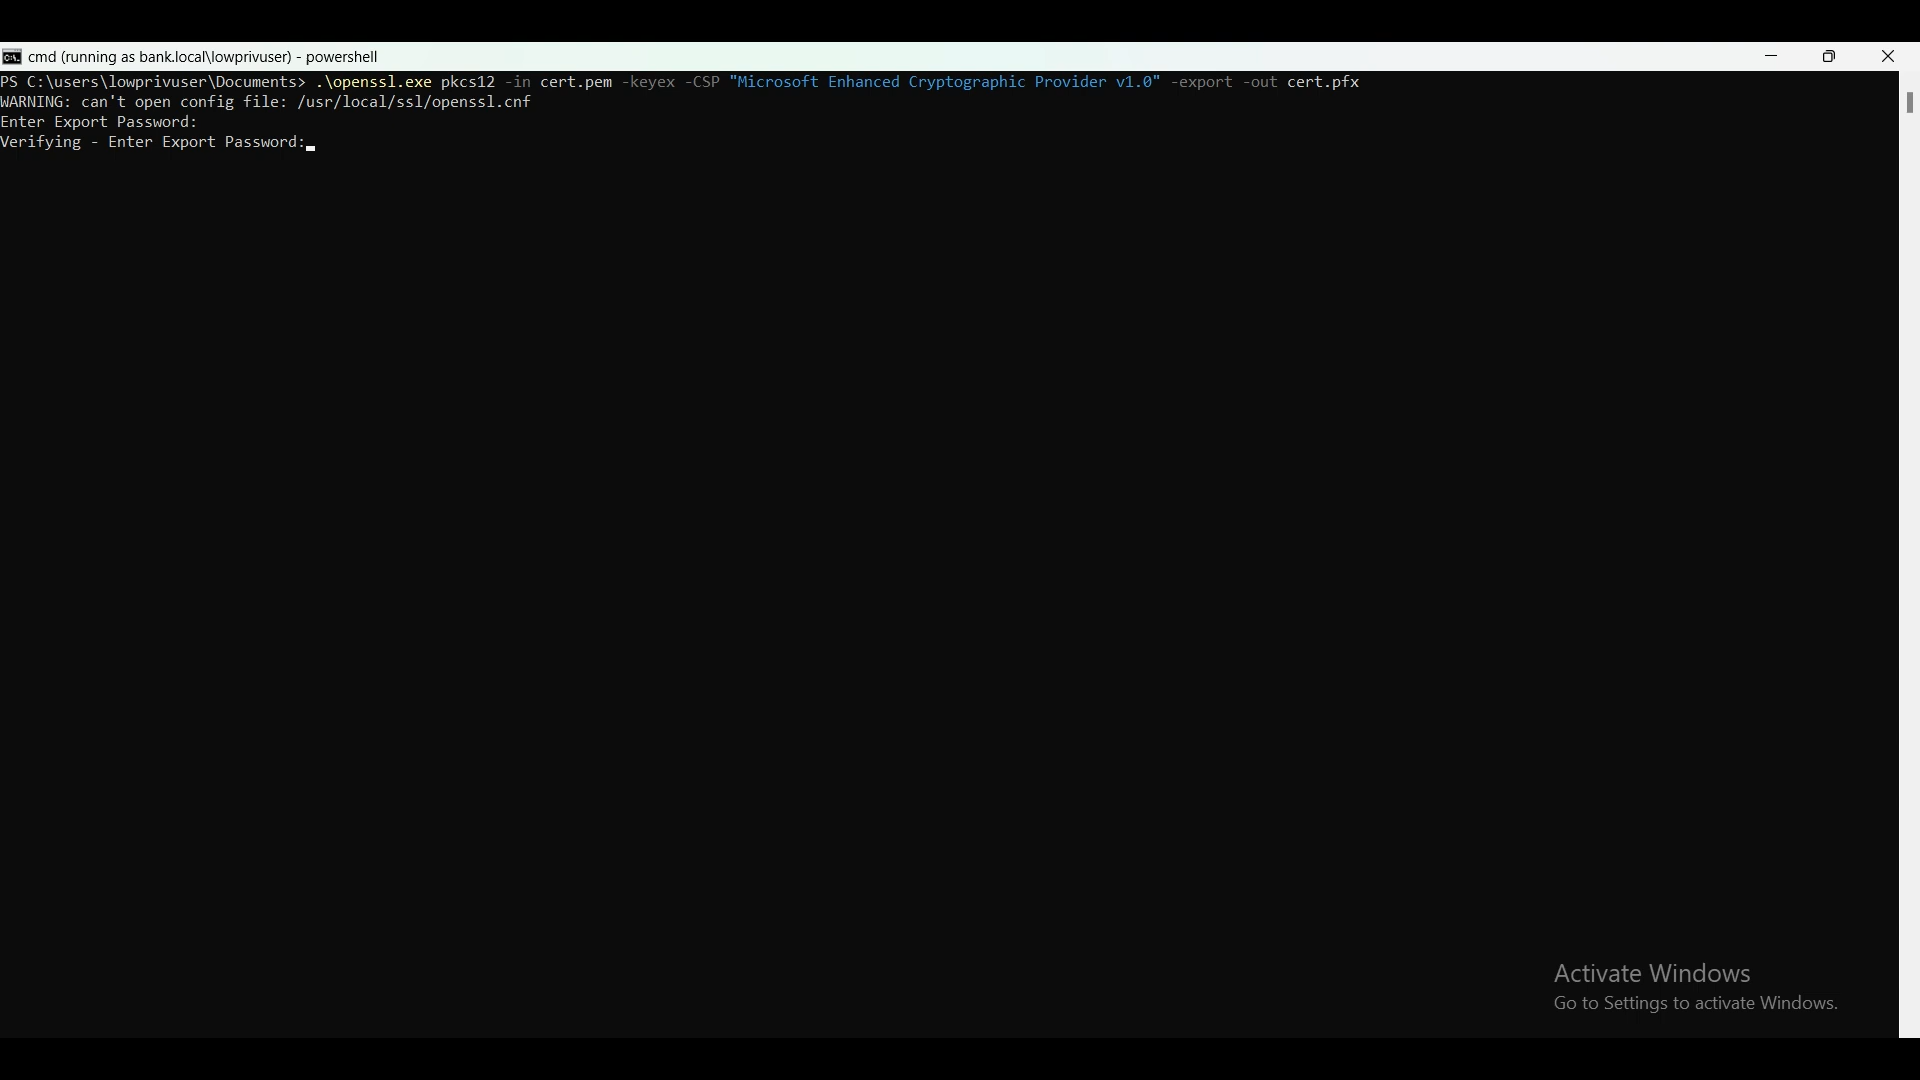 cmd (running as bank.local\lowprivuser) - powershell
PS C:\users\lowprivuser\Documents> .\openssl.exe pkcs12 -in cert.pem -keyex -CSP "Microsoft Enhanced Cryptographic Provider v1.0" -export -out cert.pfx
WARNING: can't open config file: /usr/local/ssl/openssl.cnf
Enter Export Password:
Verifying - Enter Export Password:
Activate Windows
Go to Settings to activate Windows.